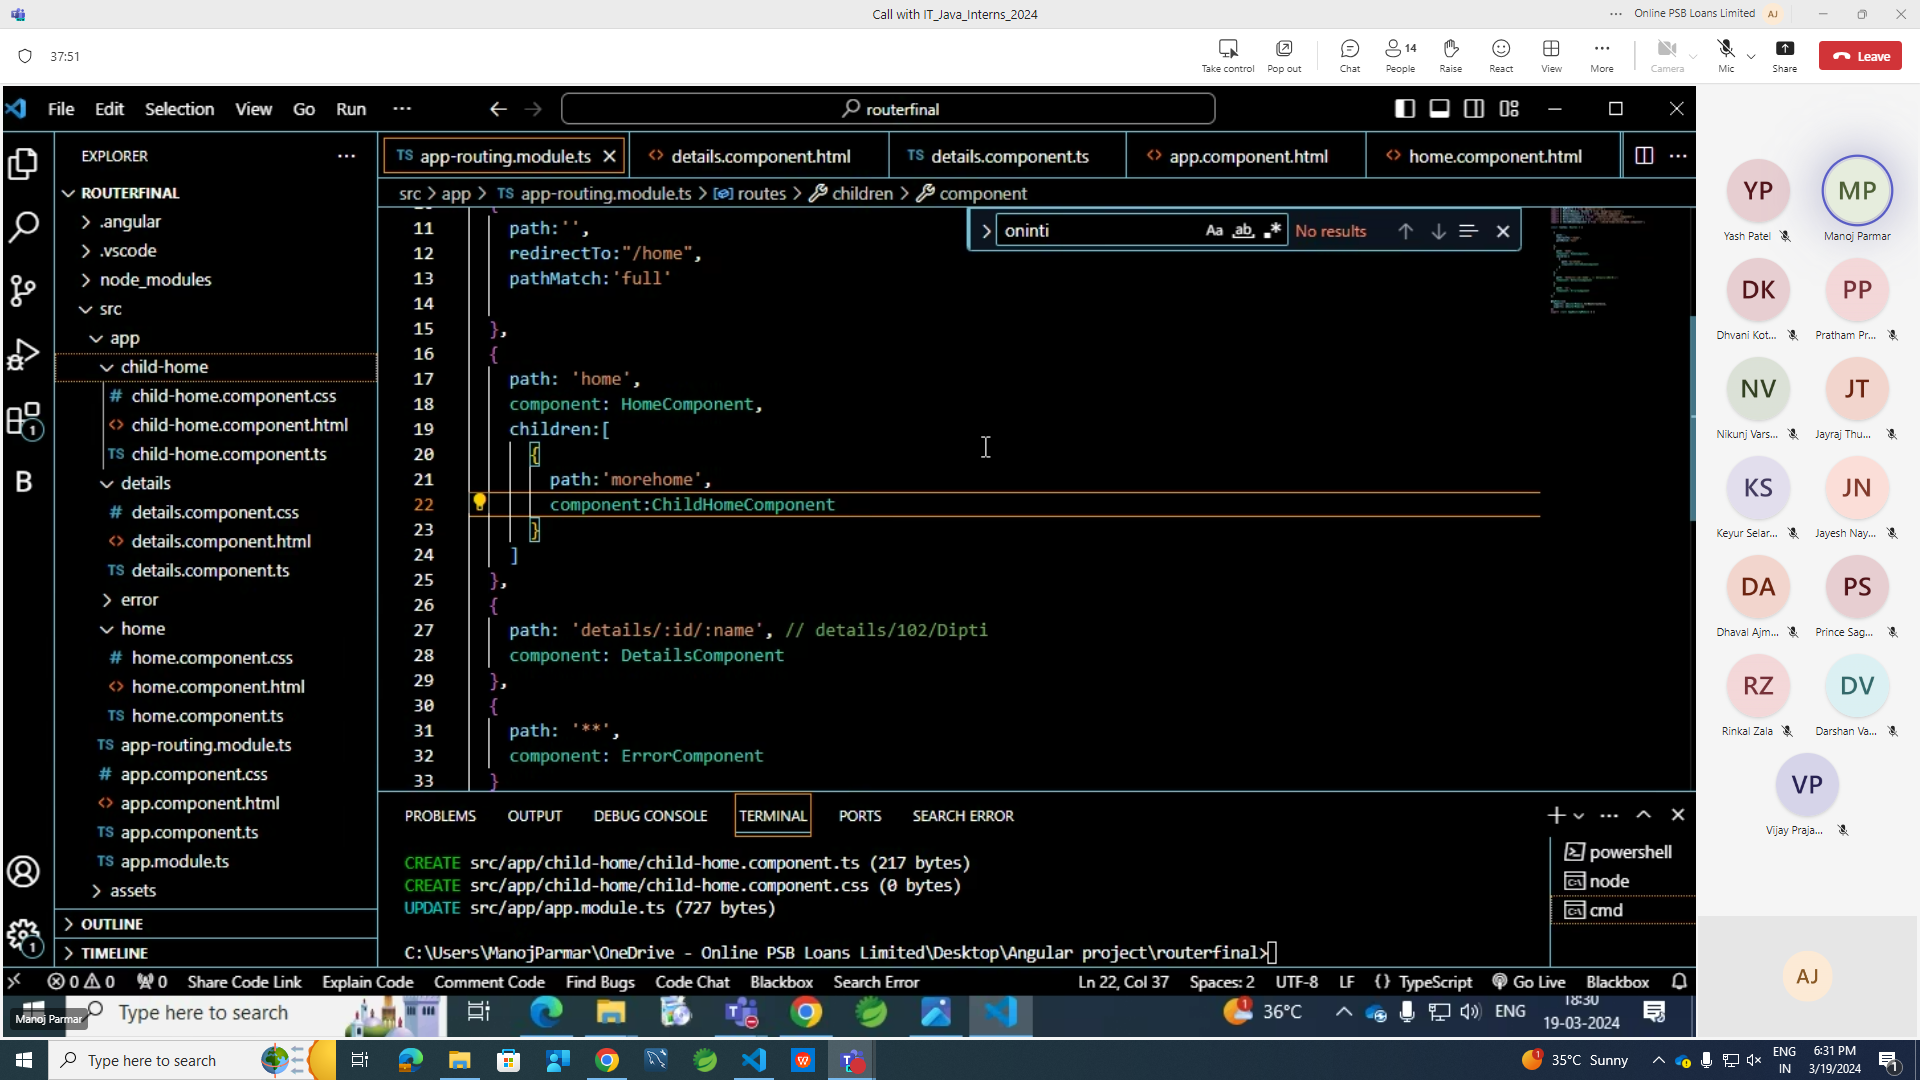 Call with IT_Java_Interns_2024
Online PSB Loans Limited AJ
37:51
Take control Pop out Chat People 14 Raise React View More Camera Mic Share Leave
File Edit Selection View Go Run
routerfinal
EXPLORER
TS app-routing.module.ts
details.component.html
TS details.component.ts
app.component.html
home.component.html
src > app > TS app-routing.module.ts > routes > children > component
oninti Aa ab No results
ROUTERFINAL
.angular
.vscode
node_modules
src
app
child-home
# child-home.component.css
<> child-home.component.html
TS child-home.component.ts
details
# details.component.css
<> details.component.html
TS details.component.ts
error
home
# home.component.css
<> home.component.html
TS home.component.ts
TS app-routing.module.ts
# app.component.css
<> app.component.html
TS app.component.ts
TS app.module.ts
assets
OUTLINE
TIMELINE
11 path:'',
12 redirectTo:"/home",
13 pathMatch:'full'
14
15 },
16 {
17 path: 'home',
18 component: HomeComponent,
19 children:[
20 {
21 path:'morehome',
22 component:ChildHomeComponent
23 }
24 ]
25 },
26 {
27 path: 'details/:id/:name', // details/102/Dipti
28 component: DetailsComponent
29 },
30 {
31 path: '**',
32 component: ErrorComponent
33 }
PROBLEMS OUTPUT DEBUG CONSOLE TERMINAL PORTS SEARCH ERROR
CREATE src/app/child-home/child-home.component.ts (217 bytes)
CREATE src/app/child-home/child-home.component.css (0 bytes)
UPDATE src/app/app.module.ts (727 bytes)
C:\Users\ManojParmar\OneDrive - Online PSB Loans Limited\Desktop\Angular project\routerfinal>
powershell
node
cmd
0 0 0 Share Code Link Explain Code Comment Code Find Bugs Code Chat Blackbox Search Error Ln 22, Col 37 Spaces: 2 UTF-8 LF {} TypeScript Go Live Blackbox
Type here to search
Manoj Parmar
1 36°C ENG 18:30
19-03-2024
YP MP
Yash Patel Manoj Parmar
DK PP
Dhvani Kot... Pratham Pr...
NV JT
Nikunj Vars... Jayraj Thu...
KS JN
Keyur Selar... Jayesh Nay...
DA PS
Dhaval Ajm... Prince Sag...
RZ DV
Rinkal Zala Darshan Va...
VP
Vijay Praja...
AJ
Type here to search
1 35°C Sunny ENG IN 6:31 PM 3/19/2024 1